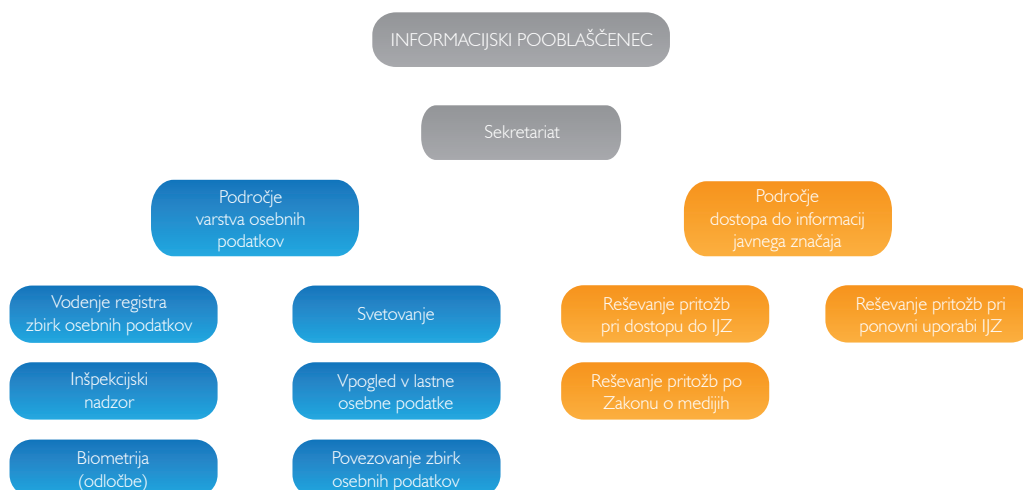 INFORMACIJSKI POOBLAŠČENEC
Sekretariat
Področje
varstva osebnih
podatkov
Področje
dostopa do informacij
javnega značaja
Vodenje registra
zbirk osebnih podatkov
Svetovanje
Reševanje pritožb
pri dostopu do IJZ
Reševanje pritožb pri
ponovni uporabi IJZ
Inšpekcijski
nadzor
Vpogled v lastne
osebne podatke
Reševanje pritožb po
Zakonu o medijih
Biometrija
(odločbe)
Povezovanje zbirk
osebnih podatkov